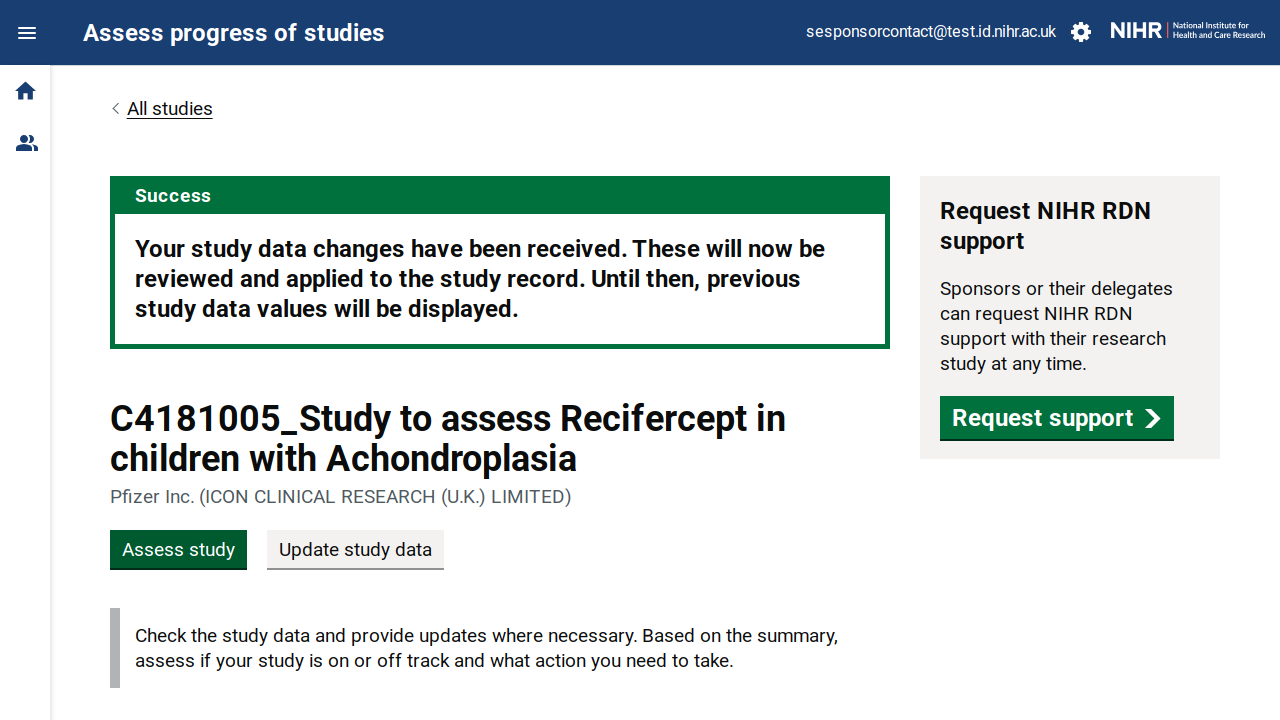 Assess progress of studies
sesponsorcontact@test.id.nihr.ac.uk
NIHR | National Institute for
Health and Care Research
All studies
Success
Your study data changes have been received. These will now be
reviewed and applied to the study record. Until then, previous
study data values will be displayed.
Request NIHR RDN
support
Sponsors or their delegates
can request NIHR RDN
support with their research
study at any time.
Request support
C4181005_Study to assess Recifercept in
children with Achondroplasia
Pfizer Inc. (ICON CLINICAL RESEARCH (U.K.) LIMITED)
Assess study
Update study data
Check the study data and provide updates where necessary. Based on the summary,
assess if your study is on or off track and what action you need to take.